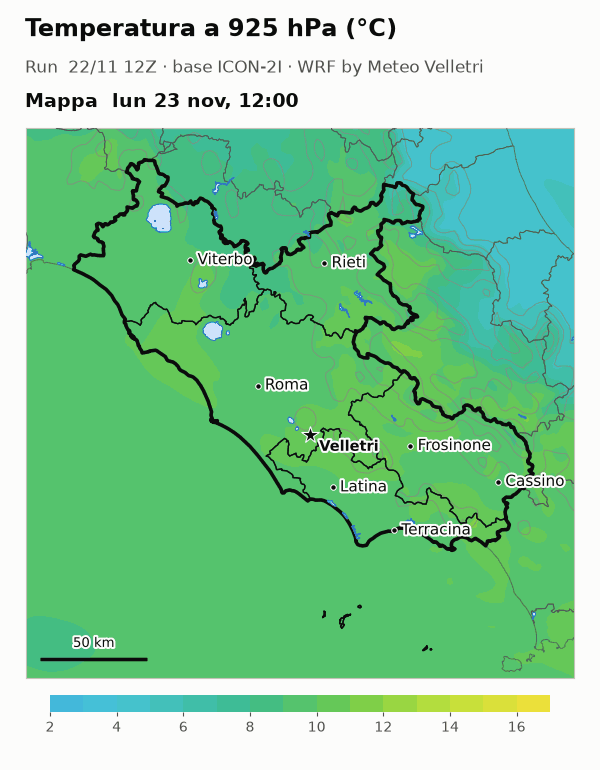 Temperatura a 925 hPa (°C)
Run  22/11 12Z · base ICON-2I · WRF by Meteo Velletri
Mappa  lun 23 nov, 12:00
Viterbo
Rieti
Roma
Velletri
Frosinone
Latina
Cassino
Terracina
50 km
2 4 6 8 10 12 14 16